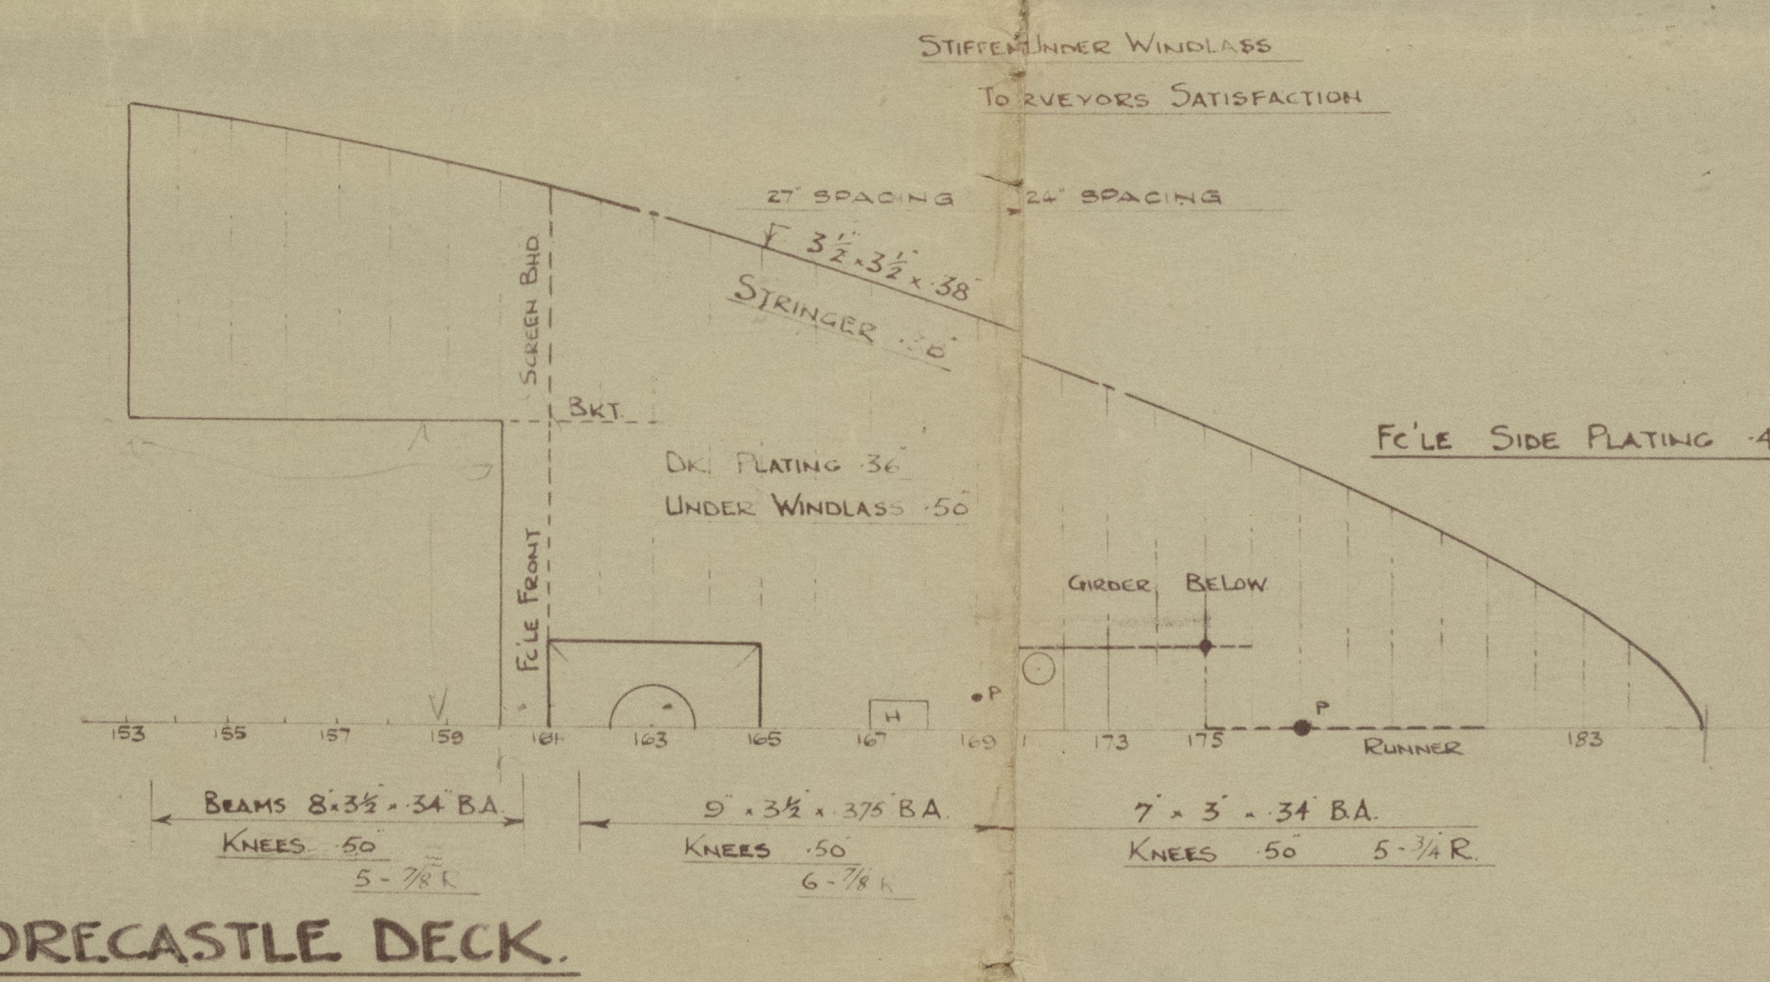 STIFFEN UNDER WINDLASS
TO RVEYORS SATISFACTION
27" SPACING
24" SPACING
3½" × 3½" × .38"
STRINGER
SCREEN BHD
BKT.
DK. PLATING .36"
UNDER WINDLASS .50"
FC'LE SIDE PLATING .4
FC'LE FRONT
GIRDER BELOW
H
P
P
153 155 157 159 161 163 165 167 169 173 175 183
RUNNER
BEAMS 8" × 3½" × .34" B.A.
KNEES .50"
5 - 7/8 R
9" × 3½" × .375" B.A.
KNEES .50"
6 - 7/8 R
7" × 3" × .34" B.A.
KNEES .50" 5 - 3/4 R.
ORECASTLE DECK.